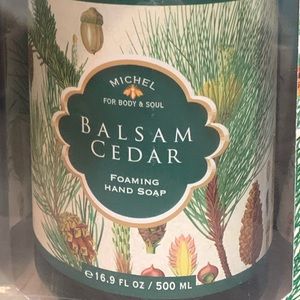 MICHEL
FOR BODY & SOUL
BALSAM
CEDAR
FOAMING
HAND SOAP
℮ 16.9 FL OZ / 500 ML